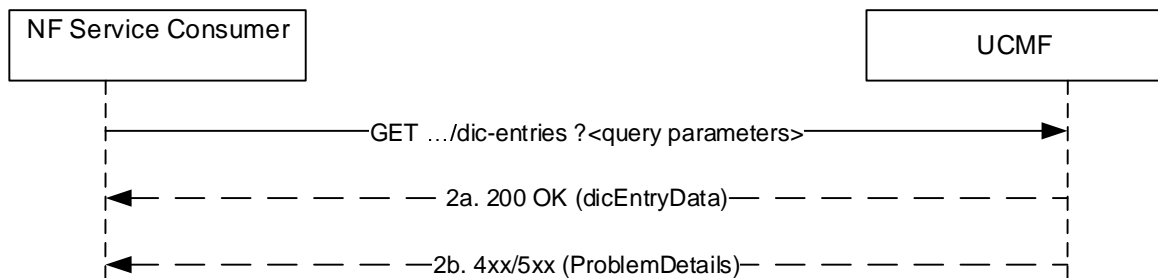 NF Service Consumer
UCMF
GET …/dic-entries ?<query parameters>
2a. 200 OK (dicEntryData)
2b. 4xx/5xx (ProblemDetails)